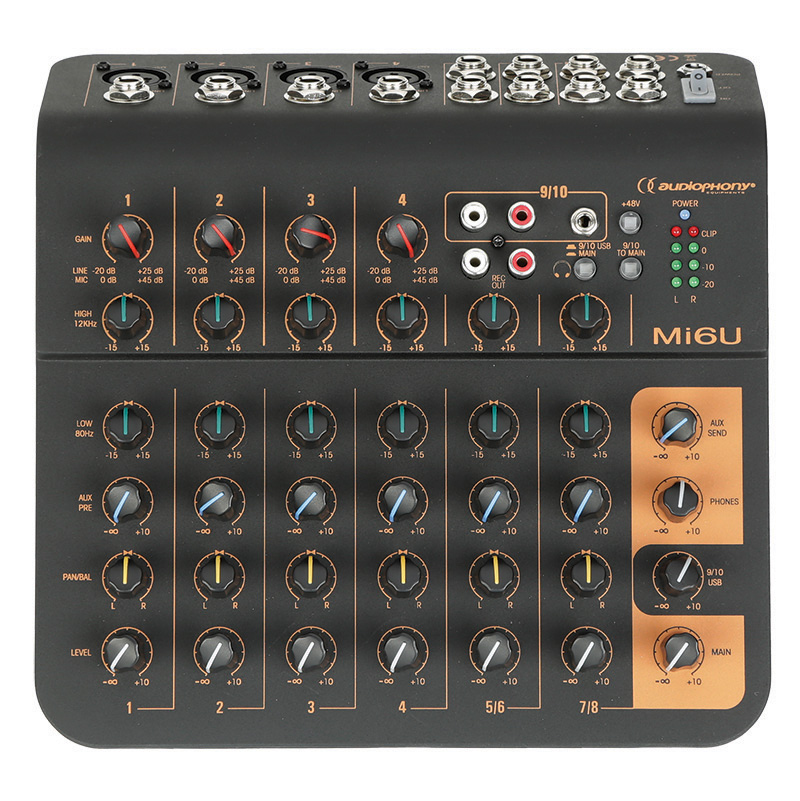 1 2 3 4
audiophony®
EQUIPMENTS
9/10
+48V
POWER
1 2 3 4
GAIN
LINE -20 dB +25 dB -20 dB +25 dB -20 dB +25 dB -20 dB +25 dB
MIC 0 dB +45 dB 0 dB +45 dB 0 dB +45 dB 0 dB +45 dB
9/10 USB
MAIN
9/10
TO MAIN
REC
OUT
CLIP
0
-10
-20
L R
HIGH
12KHz
-15 +15 -15 +15 -15 +15 -15 +15 -15 +15 -15 +15
Mi6U
LOW
80Hz
-15 +15 -15 +15 -15 +15 -15 +15 -15 +15 -15 +15
AUX
SEND
-∞ +10
AUX
PRE
-∞ +10 -∞ +10 -∞ +10 -∞ +10 -∞ +10 -∞ +10
PHONES
-∞ +10
PAN/BAL
L R L R L R L R L R L R
9/10
USB
-∞ +10
LEVEL
-∞ +10 -∞ +10 -∞ +10 -∞ +10 -∞ +10 -∞ +10
MAIN
-∞ +10
1 2 3 4 5/6 7/8